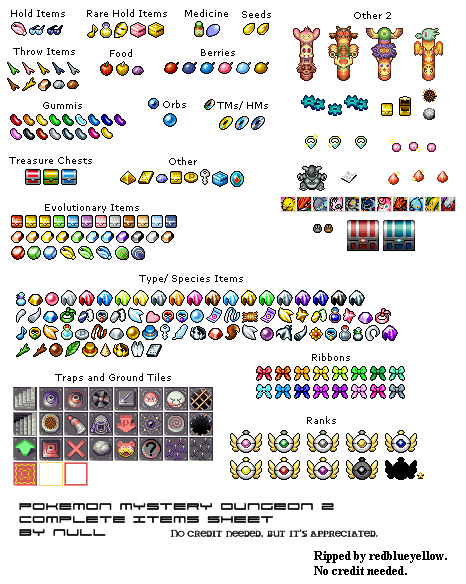 Hold Items
Rare Hold Items
Medicine
Seeds
Other 2
Throw Items
Food
Berries
Gummis
Orbs
TMs/ HMs
Treasure Chests
Other
Evolutionary Items
Type/ Species Items
Ribbons
Traps and Ground Tiles
Ranks
POKEMON MYSTERY DUNGEON 2
COMPLETE ITEMS SHEET
BY NULL
No credit needed, but it's appreciated.
Ripped by redblueyellow.
No credit needed.